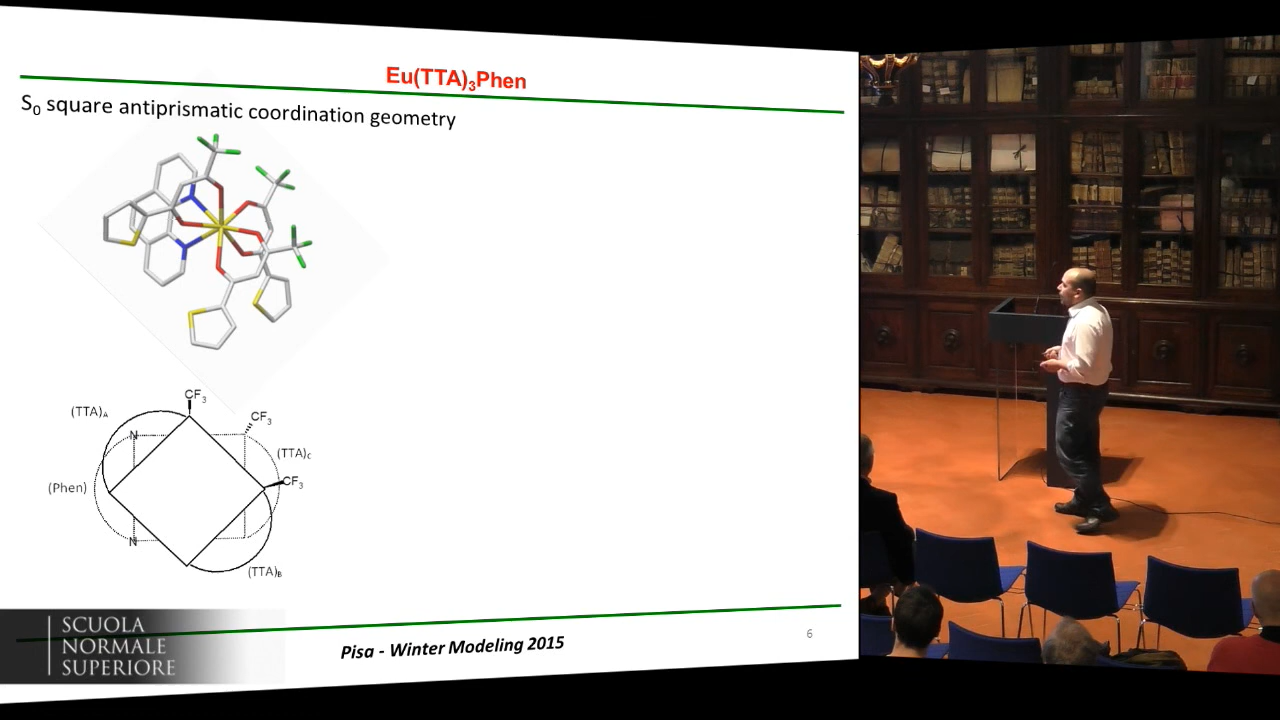 Eu(TTA)₃Phen
S₀ square antiprismatic coordination geometry
CF₃
(TTA)ₐ
CF₃
N
(TTA)c
CF₃
(Phen)
N
(TTA)B
SCUOLA
NORMALE
SUPERIORE
Pisa - Winter Modeling 2015
6